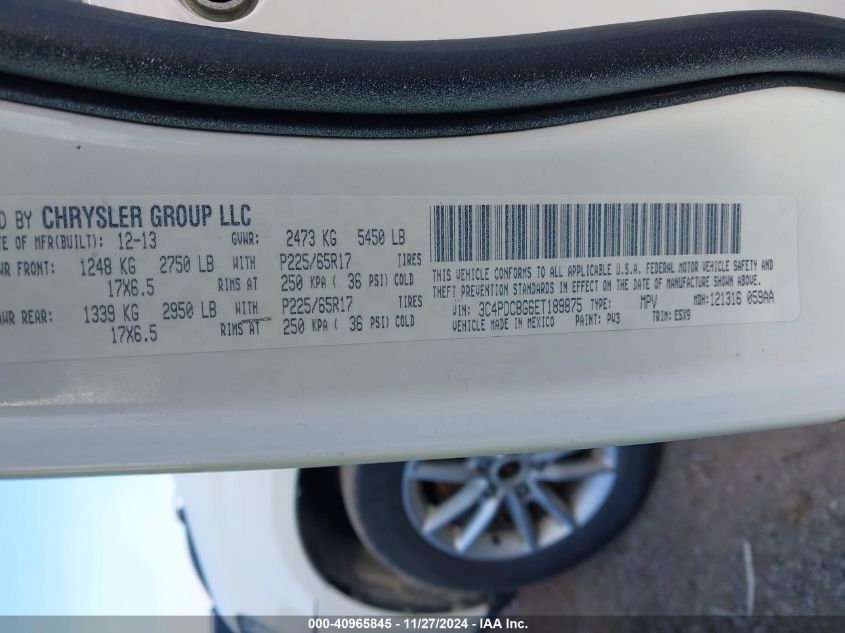 D BY CHRYSLER GROUP LLC
TE OF MFR(BUILT): 12-13 GVWR: 2473 KG 5450 LB
WR FRONT: 1248 KG 2750 LB WITH P225/65R17 TIRES
17X6.5 RIMS AT 250 KPA ( 36 PSI) COLD
AWR REAR: 1339 KG 2950 LB WITH P225/65R17 TIRES
17X6.5 RIMS AT 250 KPA ( 36 PSI) COLD
THIS VEHICLE CONFORMS TO ALL APPLICABLE U.S.A. FEDERAL MOTOR VEHICLE SAFETY AND
THEFT PREVENTION STANDARDS IN EFFECT ON THE DATE OF MANUFACTURE SHOWN ABOVE.
VIN: 3C4PDCBG6ET189875 TYPE: MPV MDH: 121316 059AA
VEHICLE MADE IN MEXICO PAINT: PW3 TRIM: E5X9
000-40965845 - 11/27/2024 - IAA Inc.